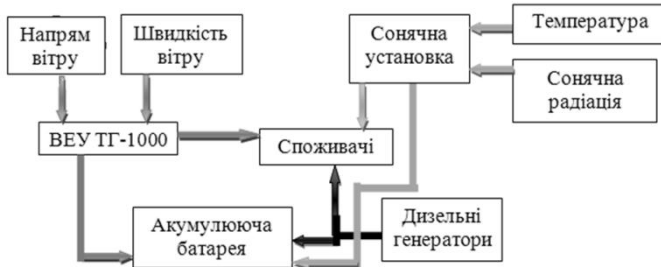 Напрям
вітру
Швидкість
вітру
Сонячна
установка
Температура
Сонячна
радіація
ВЕУ ТГ-1000
Споживачі
Акумулююча
батарея
Дизельні
генератори